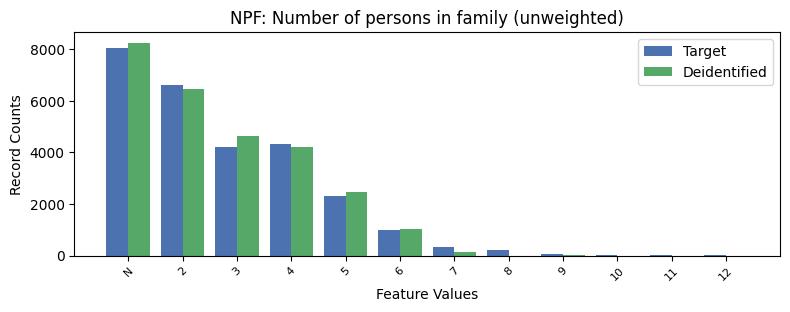 NPF: Number of persons in family (unweighted)
Target
Deidentified
Record Counts
8000
6000
4000
2000
0
N 2 3 4 5 6 7 8 9 10 11 12
Feature Values